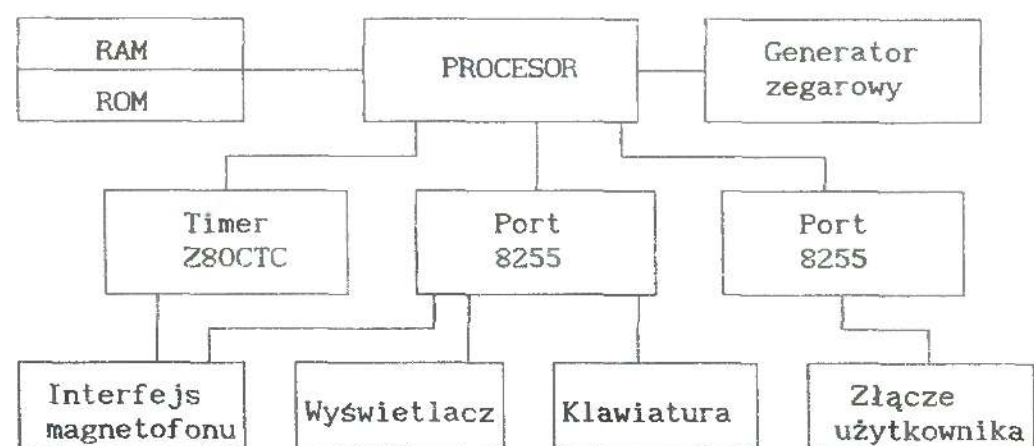 RAM
ROM
PROCESOR
Generator
zegarowy
Timer
Z80CTC
Port
8255
Port
8255
Interfejs
magnetofonu
Wyświetlacz
Klawiatura
Złącze
użytkownika